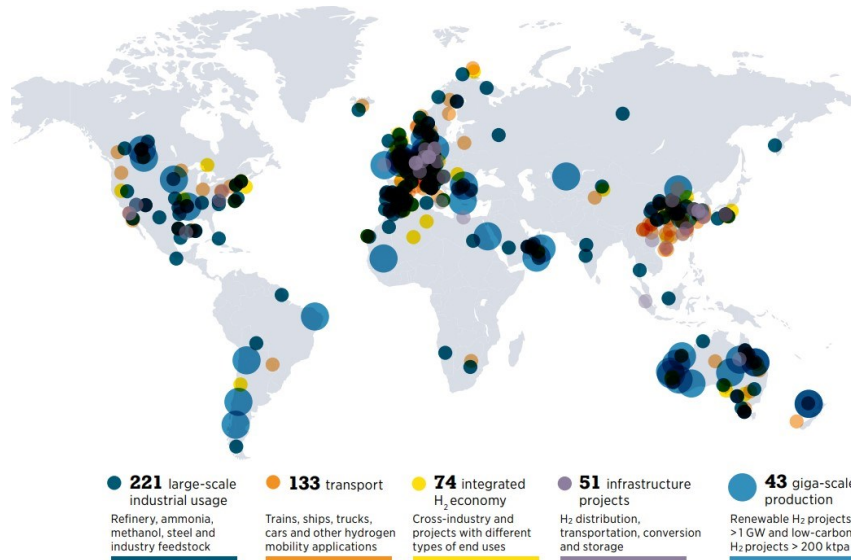 221 large-scale
industrial usage
Refinery, ammonia,
methanol, steel and
industry feedstock
133 transport
Trains, ships, trucks,
cars and other hydrogen
mobility applications
74 integrated
H₂ economy
Cross-industry and
projects with different
types of end uses
51 infrastructure
projects
H₂ distribution,
transportation, conversion
and storage
43 giga-scale
production
Renewable H₂ projects
>1 GW and low-carbon
H₂ projects > 200 ktpa